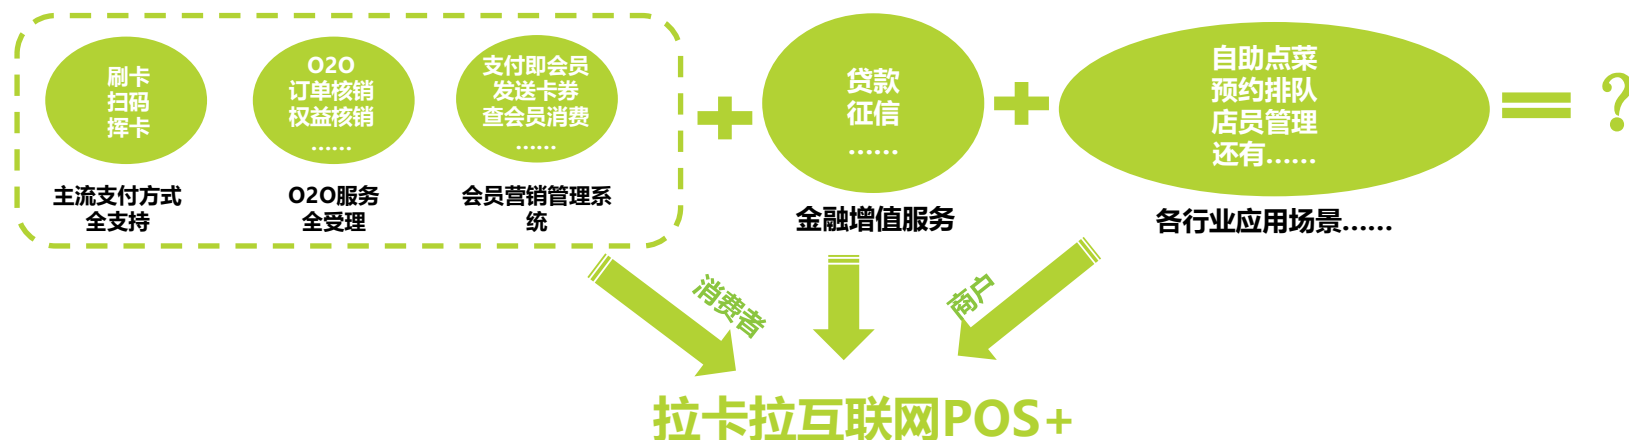 刷卡
扫码
挥卡
主流支付方式
全支持
O2O
订单核销
权益核销
……
O2O服务
全受理
支付即会员
发送卡券
查会员消费
……
会员营销管理系
统
+
贷款
征信
……
金融增值服务
+
自助点菜
预约排队
店员管理
还有……
各行业应用场景……
=
？
消费者
商户
拉卡拉互联网POS+